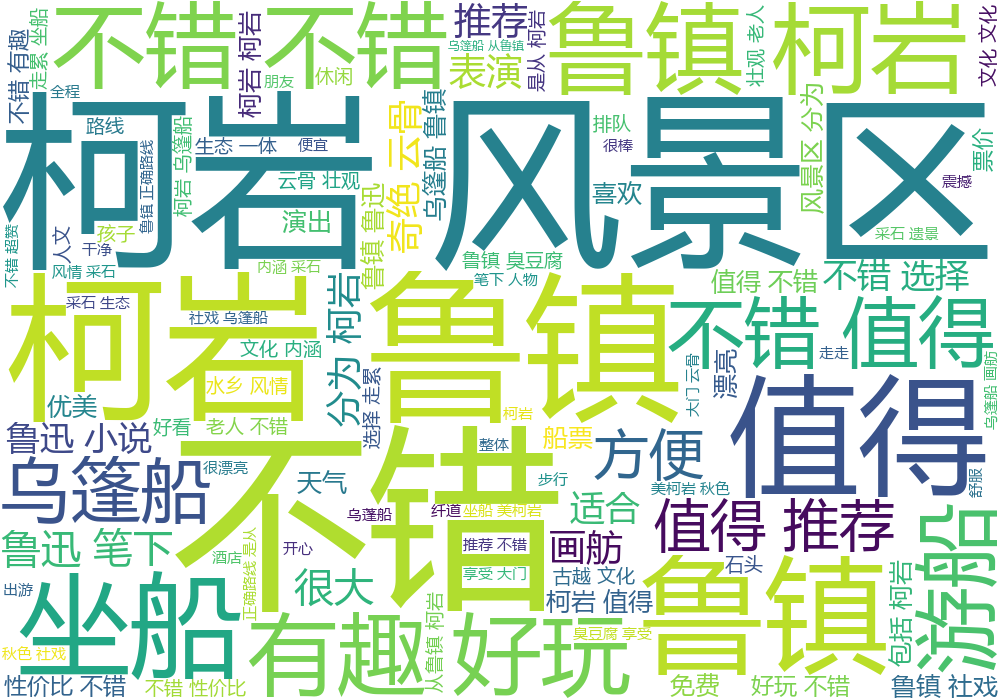 不错 不错
推荐
鲁镇 柯岩
乌篷船 从鲁镇
表演
休闲
朋友
走累 坐船
不错 有趣
柯岩 柯岩
是从 柯岩
壮观 老人
文化 文化
全程
柯岩 风景区
路线
生态 一体
便宜
云骨 壮观
演出
孩子
干净
人文
风情 采石
不错 超赞
鲁镇 正确路线
柯岩 乌篷船
鲁镇 鲁迅
奇绝 云骨
乌篷船 鲁镇
排队
很棒
喜欢
风景区 分为
票价
震撼
采石 遗景
内涵 采石
鲁镇 臭豆腐
笔下 人物
值得 不错
不错 选择
采石 生态
社戏 乌篷船
柯岩 鲁镇
分为 柯岩
不错 值得
走走
文化 内涵
水乡 风情
优美
选择 走累
柯岩
大门 云骨
漂亮
乌篷船 画舫
值得
鲁迅 小说
好看
老人 不错
整体
船票
方便
很漂亮
乌篷船
天气
不错
步行
美柯岩 秋色
舒服
乌蓬船
纤道
坐船 美柯岩
适合
值得 推荐
鲁迅 笔下
酒店
开心
推荐 不错
画舫
石头
游船
正确路线 是从
出游
坐船
很大
享受 大门
古越 文化
柯岩 值得
鲁镇
包括 柯岩
有趣
从鲁镇 柯岩
好玩
臭豆腐 享受
秋色 社戏
性价比 不错
不错 性价比
免费
好玩 不错
鲁镇 社戏